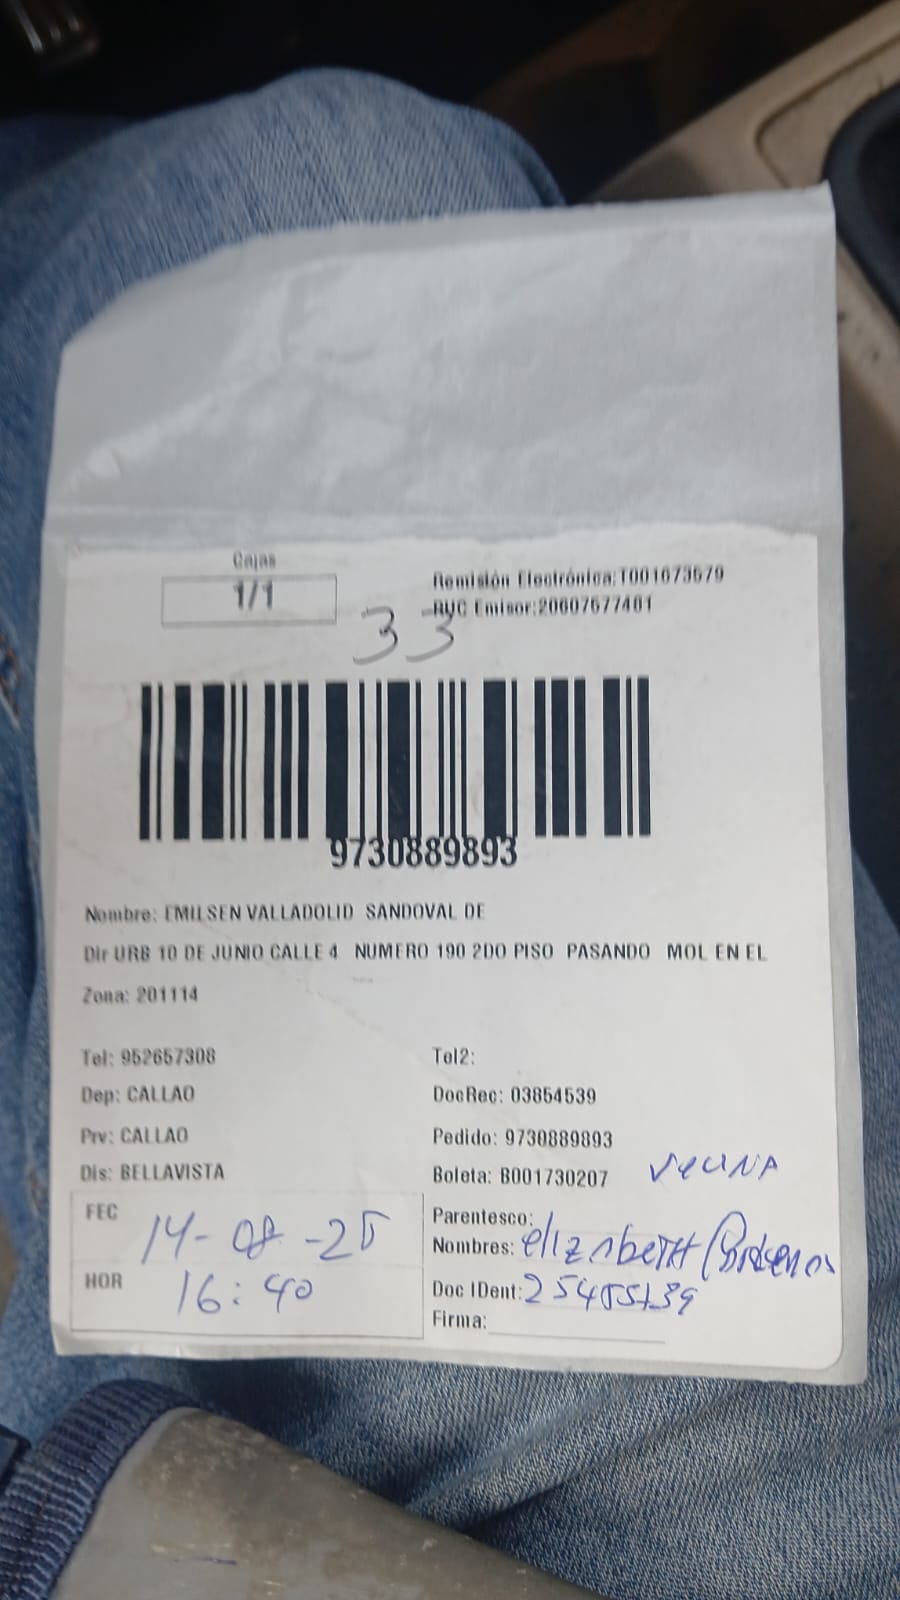 Cajas
1/1
Remisión Electrónica:T001673579
RUC Emisor:20607577481
33
9730889893
Nombre: EMILSEN VALLADOLID SANDOVAL DE
Dir URB 10 DE JUNIO CALLE 4 NUMERO 190 2DO PISO PASANDO MOL EN EL
Zona: 201114
Tel: 952657308
Tel2:
Dep: CALLAO
DocRec: 03854539
Prv: CALLAO
Pedido: 9730889893
Dis: BELLAVISTA
Boleta: B001730207
VECINA
FEC 14-08-25
Parentesco:
Nombres: elizabeth
HOR 16:40
Doc IDent:
Firma: